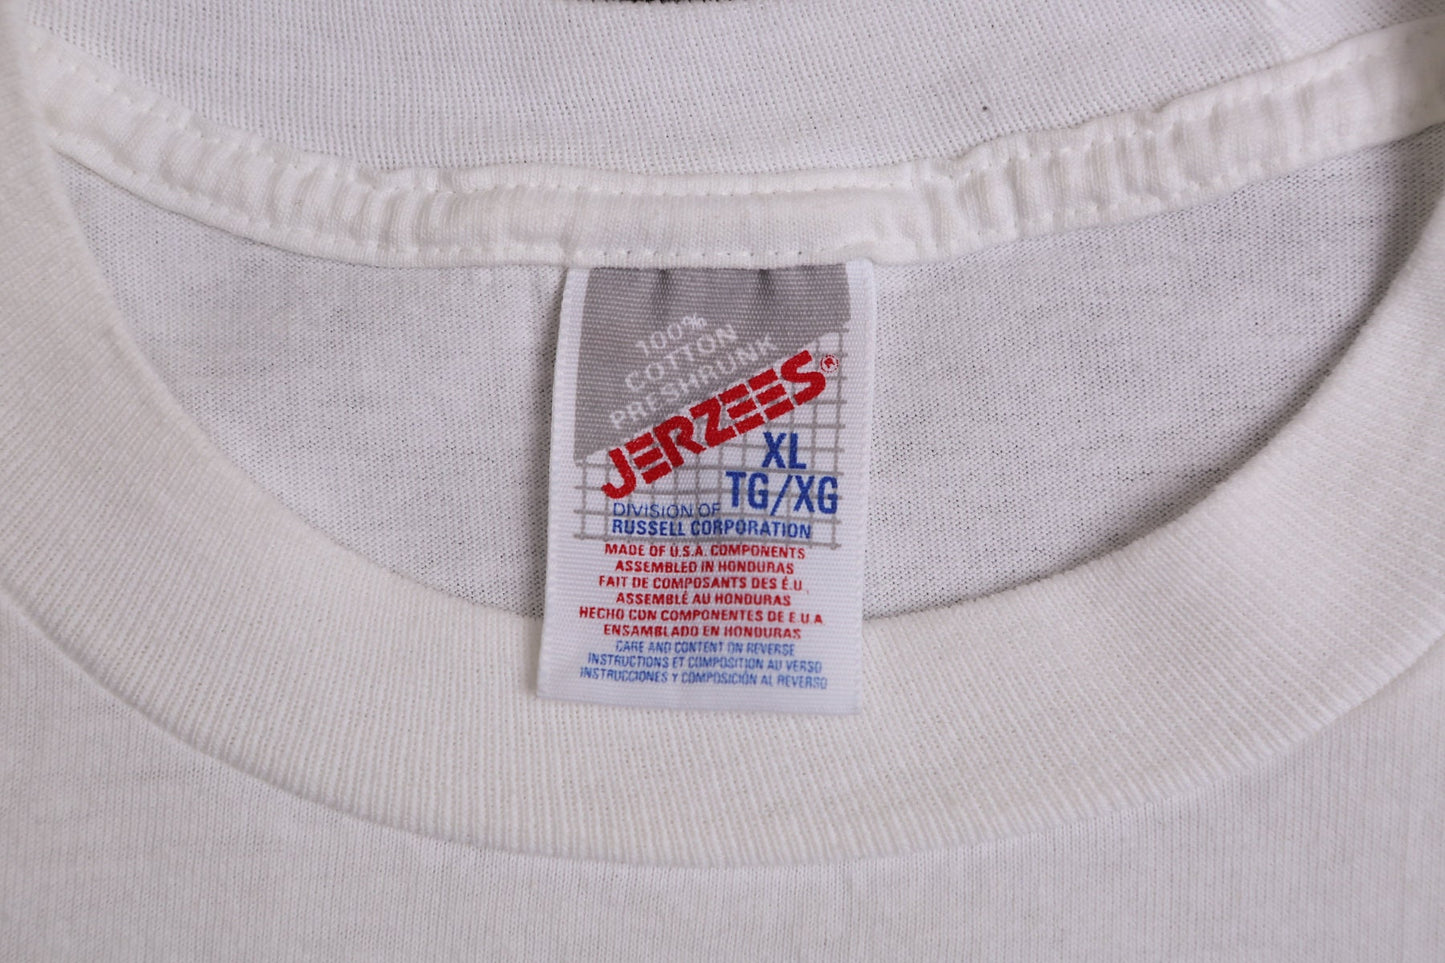 100%
COTTON
PRESHRUNK
JERZEES®
XL
TG/XG
DIVISION OF
RUSSELL CORPORATION
MADE OF U.S.A. COMPONENTS
ASSEMBLED IN HONDURAS
FAIT DE COMPOSANTS DES É.U.
ASSEMBLÉ AU HONDURAS
HECHO CON COMPONENTES DE E.U.A
ENSAMBLADO EN HONDURAS
CARE AND CONTENT ON REVERSE
INSTRUCTIONS ET COMPOSITION AU VERSO
INSTRUCCIONES Y COMPOSICIÓN AL REVERSO